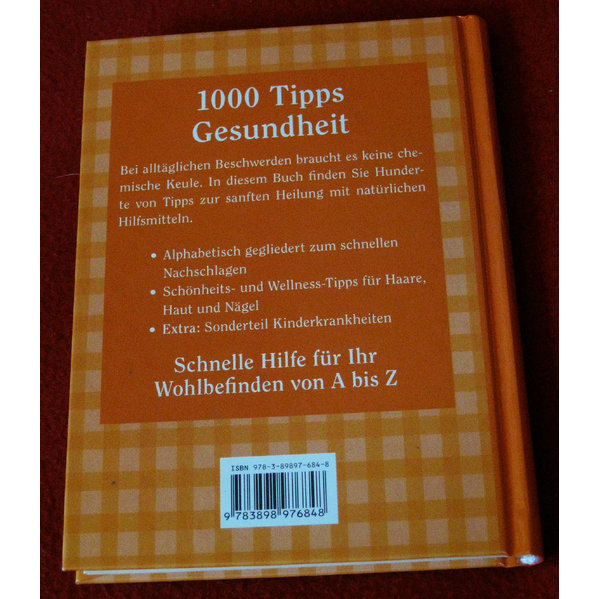 1000 Tipps
Gesundheit
Bei alltäglichen Beschwerden braucht es keine che-
mische Keule. In diesem Buch finden Sie Hunder-
te von Tipps zur sanften Heilung mit natürlichen
Hilfsmitteln.
• Alphabetisch gegliedert zum schnellen
Nachschlagen
• Schönheits- und Wellness-Tipps für Haare,
Haut und Nägel
• Extra: Sonderteil Kinderkrankheiten
Schnelle Hilfe für Ihr
Wohlbefinden von A bis Z
ISBN 978-3-89897-684-8
9 783898 976848